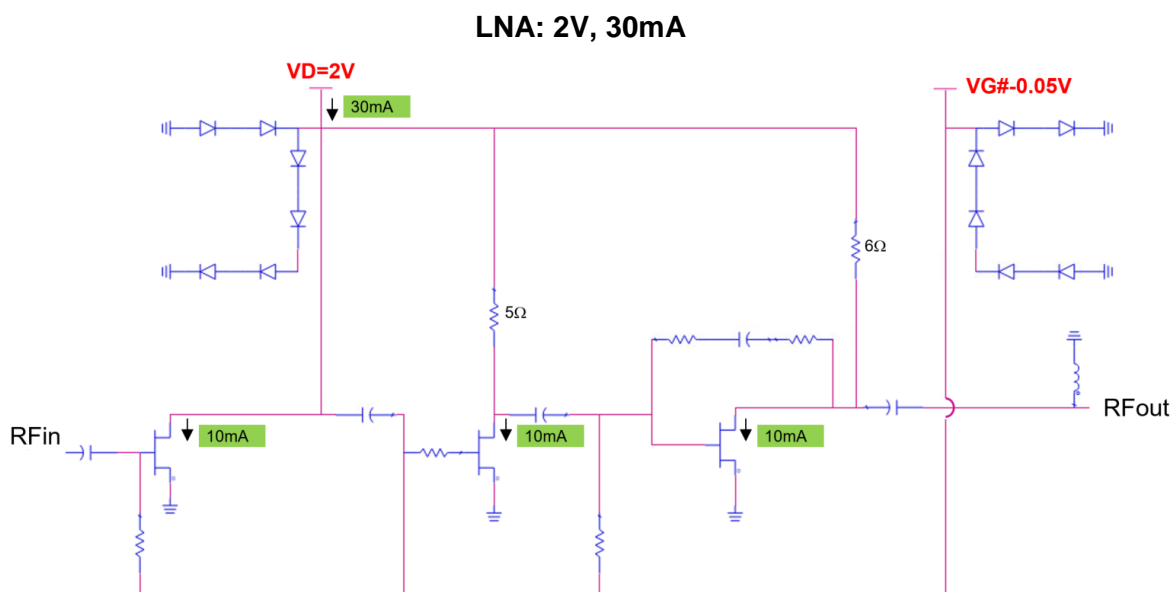 LNA: 2V, 30mA
VD=2V
30mA
VG#-0.05V
6Ω
5Ω
RFin
10mA
10mA
10mA
RFout